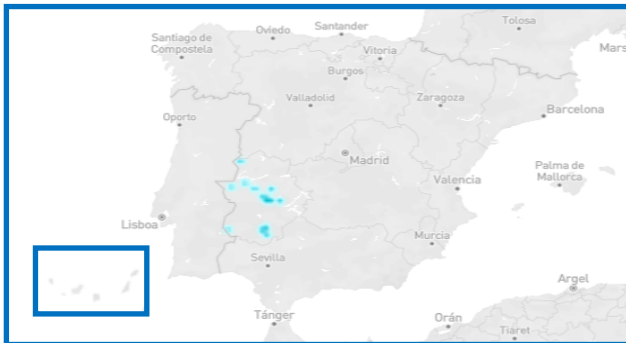 Tolosa
Santander
Oviedo
Santiago de
Compostela
Mars
Vitoria
Burgos
Valladolid
Zaragoza
Barcelona
Oporto
Madrid
Palma de
Mallorca
Valencia
Lisboa
Murcia
Sevilla
Argel
Tánger
Orán
Tiaret